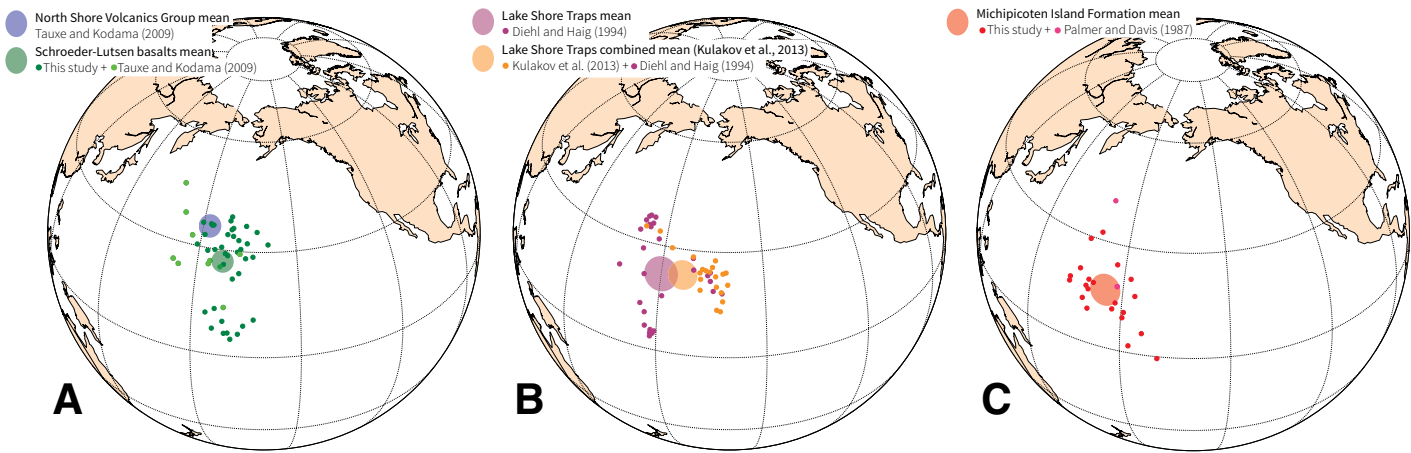 North Shore Volcanics Group mean
Tauxe and Kodama (2009)
Schroeder-Lutsen basalts mean
This study + Tauxe and Kodama (2009)
A
Lake Shore Traps mean
Diehl and Haig (1994)
Lake Shore Traps combined mean (Kulakov et al., 2013)
Kulakov et al. (2013) + Diehl and Haig (1994)
B
Michipicoten Island Formation mean
This study + Palmer and Davis (1987)
C